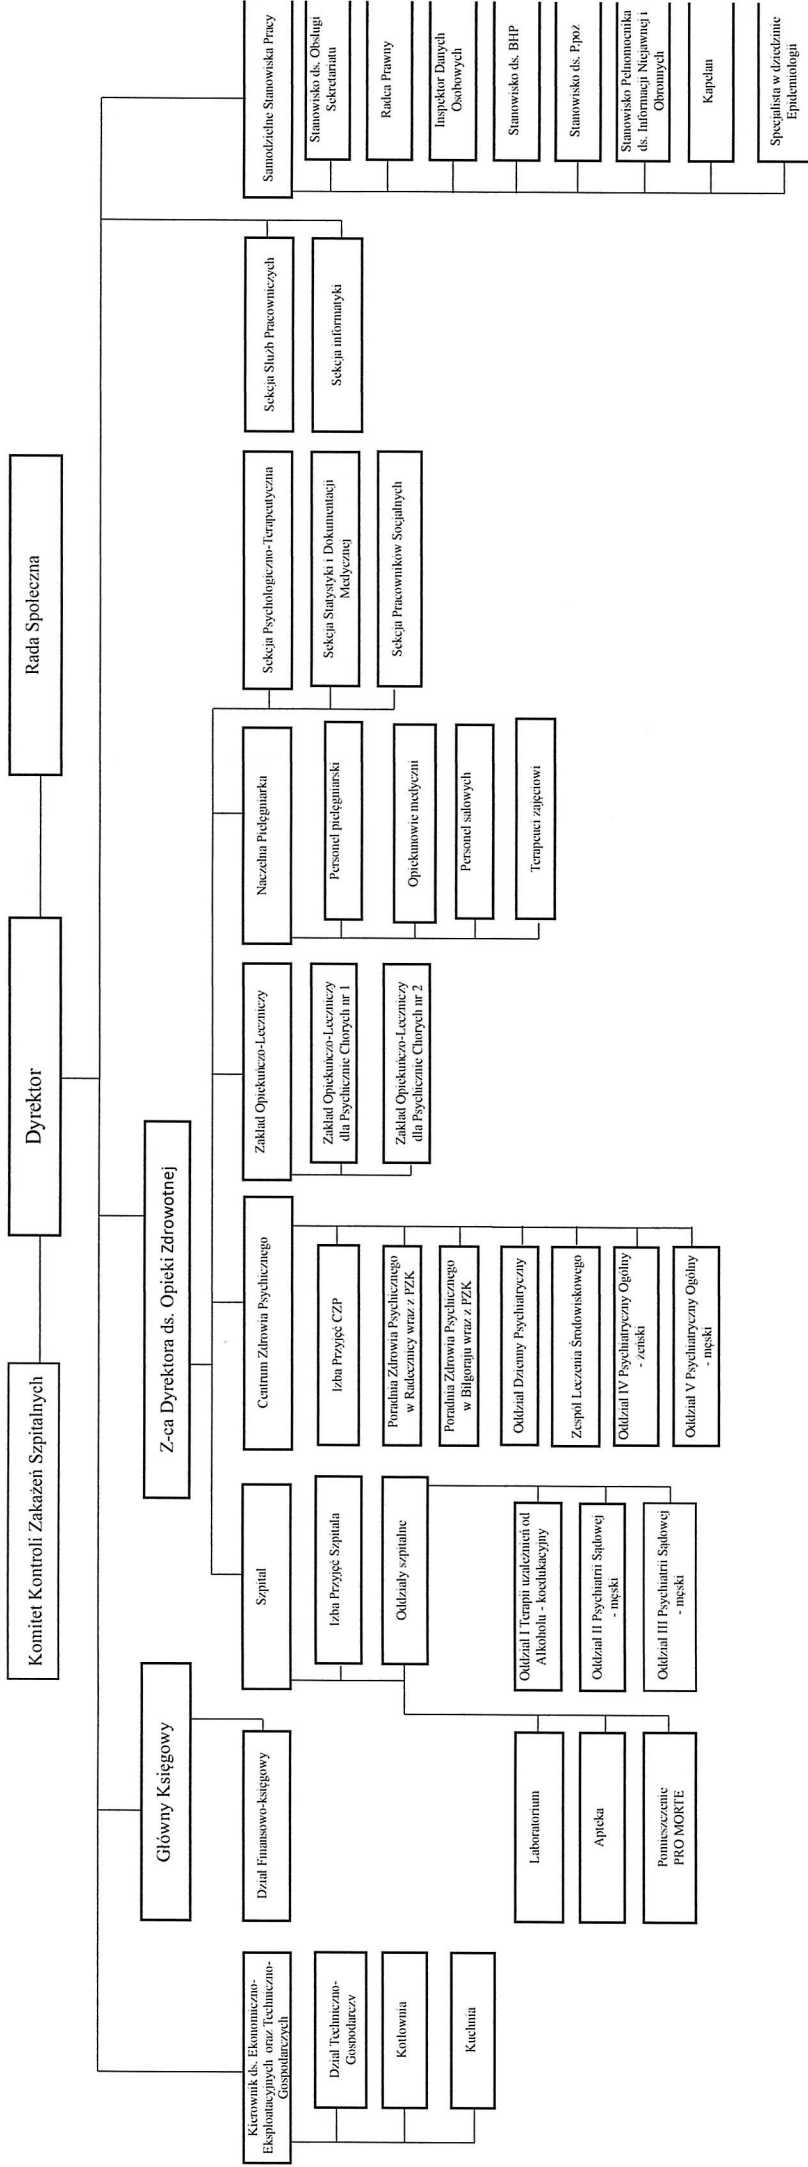 Komitet Kontroli Zakażeń Szpitalnych
Dyrektor
Rada Społeczna
Kierownik ds. Ekonomiczno-
Eksploatacyjnych oraz Techniczno-
Gospodarczych
Dział Techniczno-
Gospodarczy
Kotłownia
Kuchnia
Główny Księgowy
Dział Finansowo-księgowy
Z-ca Dyrektora ds. Opieki Zdrowotnej
Szpital
Izba Przyjęć Szpitala
Oddziały szpitalne
Laboratorium
Apteka
Pomieszczenie
PRO MORTE
Oddział I Terapii uzależnień od
Alkoholu - koedukacyjny
Oddział II Psychiatrii Sądowej
- męski
Oddział III Psychiatrii Sądowej
- męski
Centrum Zdrowia Psychicznego
Izba Przyjęć CZP
Poradnia Zdrowia Psychicznego
w Radecznicy wraz z PZK
Poradnia Zdrowia Psychicznego
w Biłgoraju wraz z PZK
Oddział Dzienny Psychiatryczny
Zespół Leczenia Środowiskowego
Oddział IV Psychiatryczny Ogólny
- żeński
Oddział V Psychiatryczny Ogólny
- męski
Zakład Opiekuńczo-Leczniczy
Zakład Opiekuńczo-Leczniczy
dla Psychicznie Chorych nr 1
Zakład Opiekuńczo-Leczniczy
dla Psychicznie Chorych nr 2
Naczelna Pielęgniarka
Personel pielęgniarski
Opiekunowie medyczni
Personel salowych
Terapeuci zajęciowi
Sekcja Psychologiczno-Terapeutyczna
Sekcja Statystyki i Dokumentacji
Medycznej
Sekcja Pracowników Socjalnych
Sekcja Służb Pracowniczych
Sekcja informatyki
Samodzielne Stanowiska Pracy
Stanowisko ds. Obsługi
Sekretariatu
Radca Prawny
Inspektor Danych
Osobowych
Stanowisko ds. BHP
Stanowisko ds. P.poż
Stanowisko Pełnomocnika
ds. Informacji Niejawnej i
Obronnych
Kapelan
Specjalista w dziedzinie
Epidemiologii